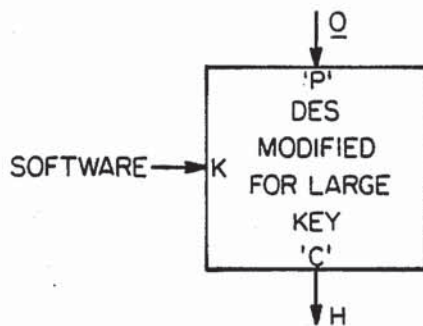 O
'P'
DES
MODIFIED
SOFTWARE K FOR LARGE
KEY
'C'
H